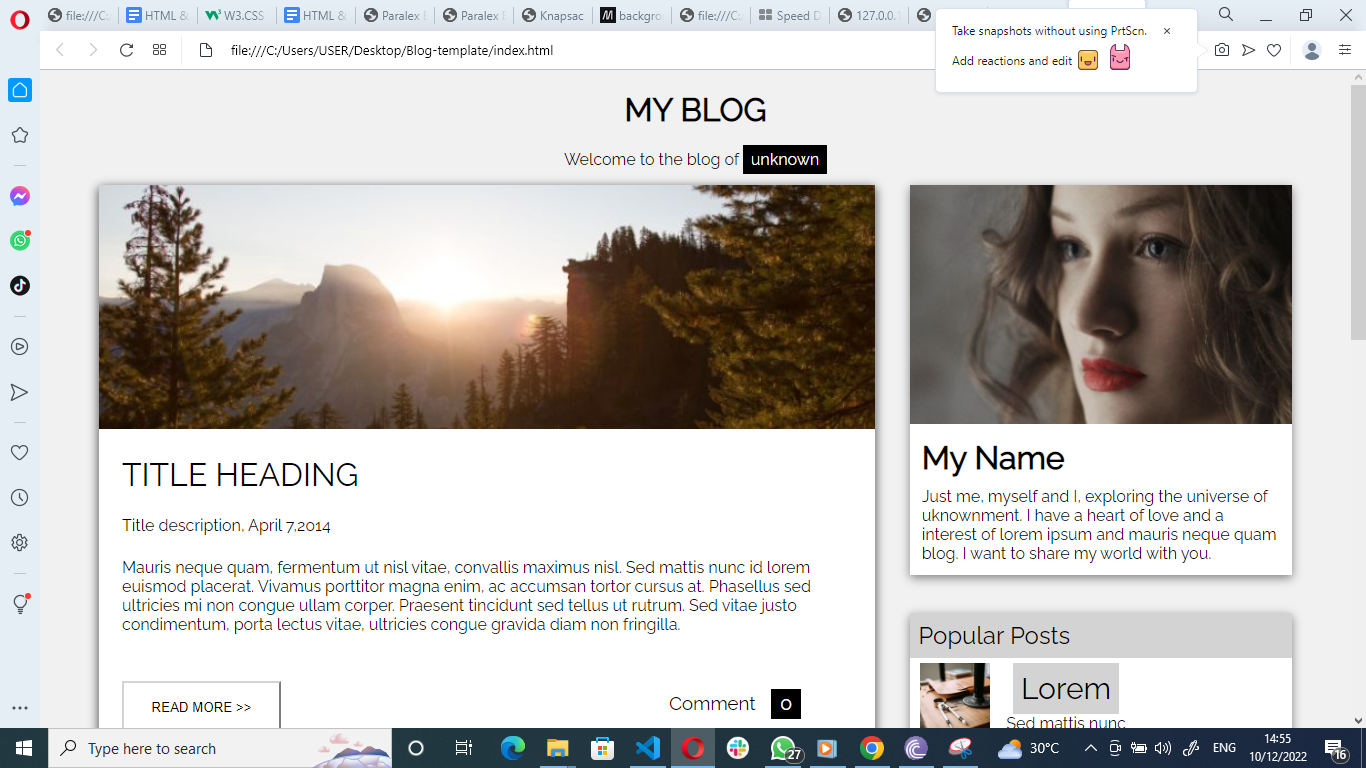 file:///C:
HTML &
W3.CSS
HTML &
Paralex E
Paralex E
Knapsac
backgro
file:///C:
Speed D
127.0.0.1
Take snapshots without using PrtScn.
Add reactions and edit
file:///C:/Users/USER/Desktop/Blog-template/index.html
MY BLOG
Welcome to the blog of unknown
TITLE HEADING
Title description, April 7,2014
Mauris neque quam, fermentum ut nisl vitae, convallis maximus nisl. Sed mattis nunc id lorem
euismod placerat. Vivamus porttitor magna enim, ac accumsan tortor cursus at. Phasellus sed
ultricies mi non congue ullam corper. Praesent tincidunt sed tellus ut rutrum. Sed vitae justo
condimentum, porta lectus vitae, ultricies congue gravida diam non fringilla.
READ MORE >>
Comment 0
My Name
Just me, myself and I, exploring the universe of
uknownment. I have a heart of love and a
interest of lorem ipsum and mauris neque quam
blog. I want to share my world with you.
Popular Posts
Lorem
Sed mattis nunc
Type here to search
27
30°C
ENG
14:55
10/12/2022
16